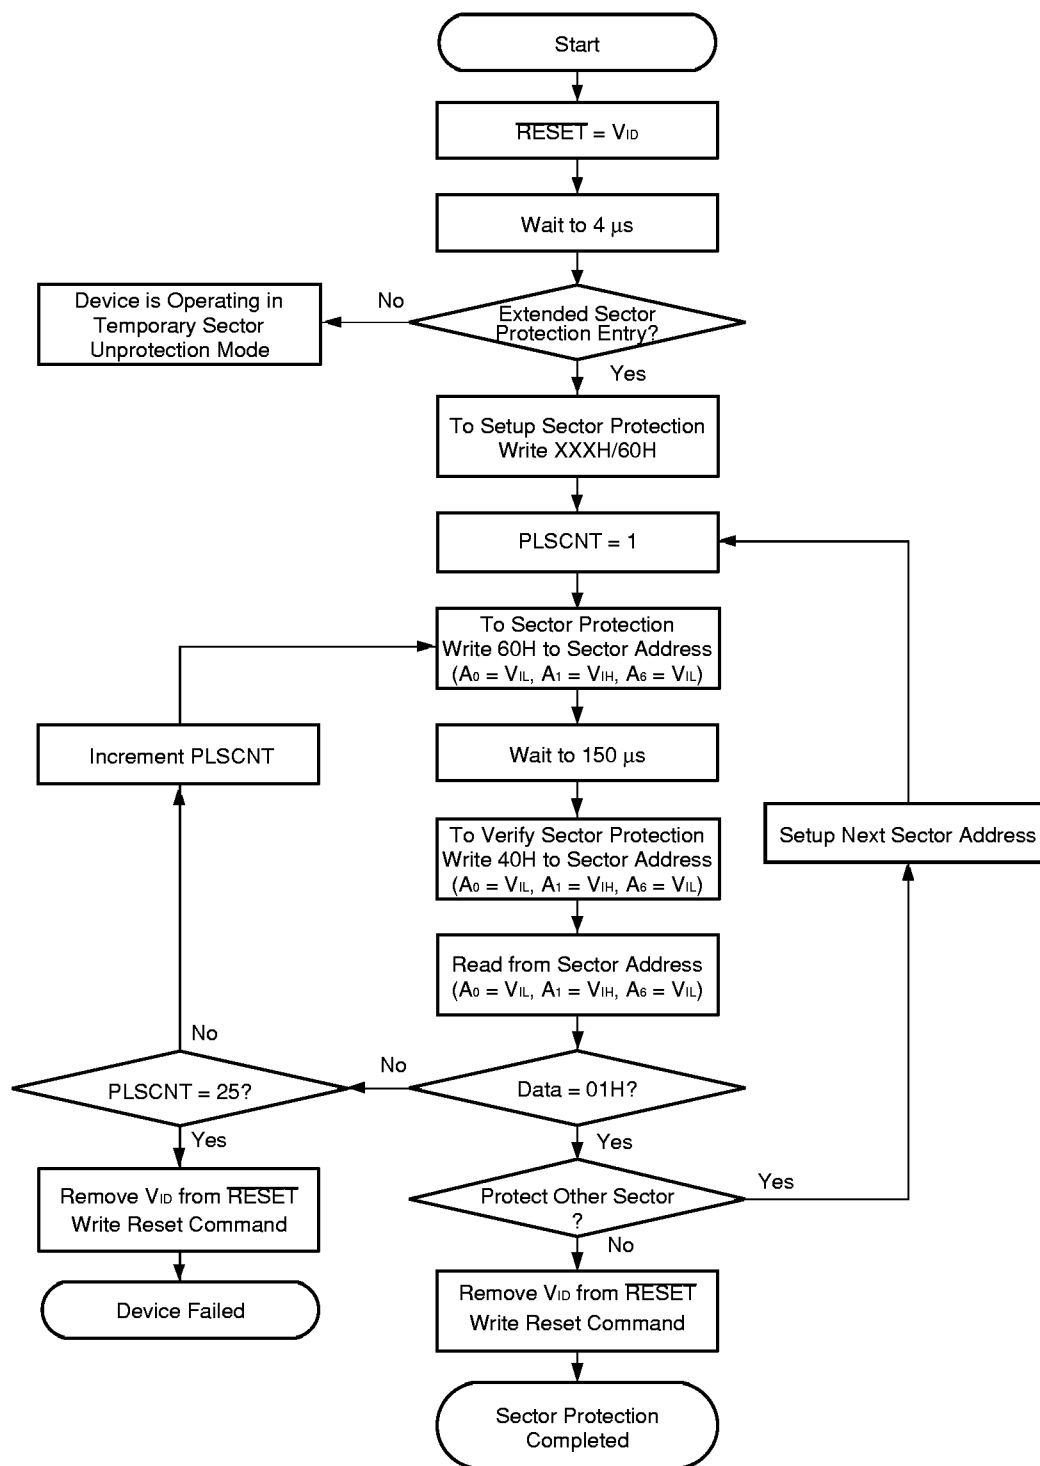 Start
R̅E̅S̅E̅T̅ = VID
Wait to 4 μs
Device is Operating in
Temporary Sector
Unprotection Mode
No
Extended Sector
Protection Entry?
Yes
To Setup Sector Protection
Write XXXH/60H
PLSCNT = 1
To Sector Protection
Write 60H to Sector Address
(A0 = VIL, A1 = VIH, A6 = VIL)
Increment PLSCNT
Wait to 150 μs
To Verify Sector Protection
Write 40H to Sector Address
(A0 = VIL, A1 = VIH, A6 = VIL)
Setup Next Sector Address
Read from Sector Address
(A0 = VIL, A1 = VIH, A6 = VIL)
No
PLSCNT = 25?
No
Data = 01H?
Yes
Yes
Remove VID from R̅E̅S̅E̅T̅
Write Reset Command
Protect Other Sector
?
Yes
No
Device Failed
Remove VID from R̅E̅S̅E̅T̅
Write Reset Command
Sector Protection
Completed